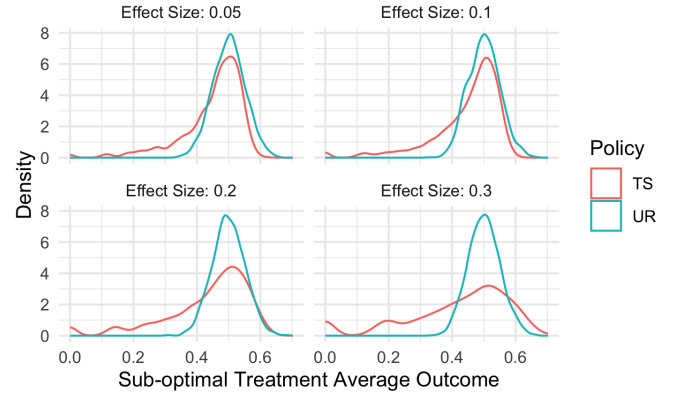 Effect Size: 0.05
Effect Size: 0.1
8
6
4
2
0
Effect Size: 0.2
Effect Size: 0.3
8
6
4
2
0
0.0 0.2 0.4 0.6
0.0 0.2 0.4 0.6
Density
Sub-optimal Treatment Average Outcome
Policy
TS
UR